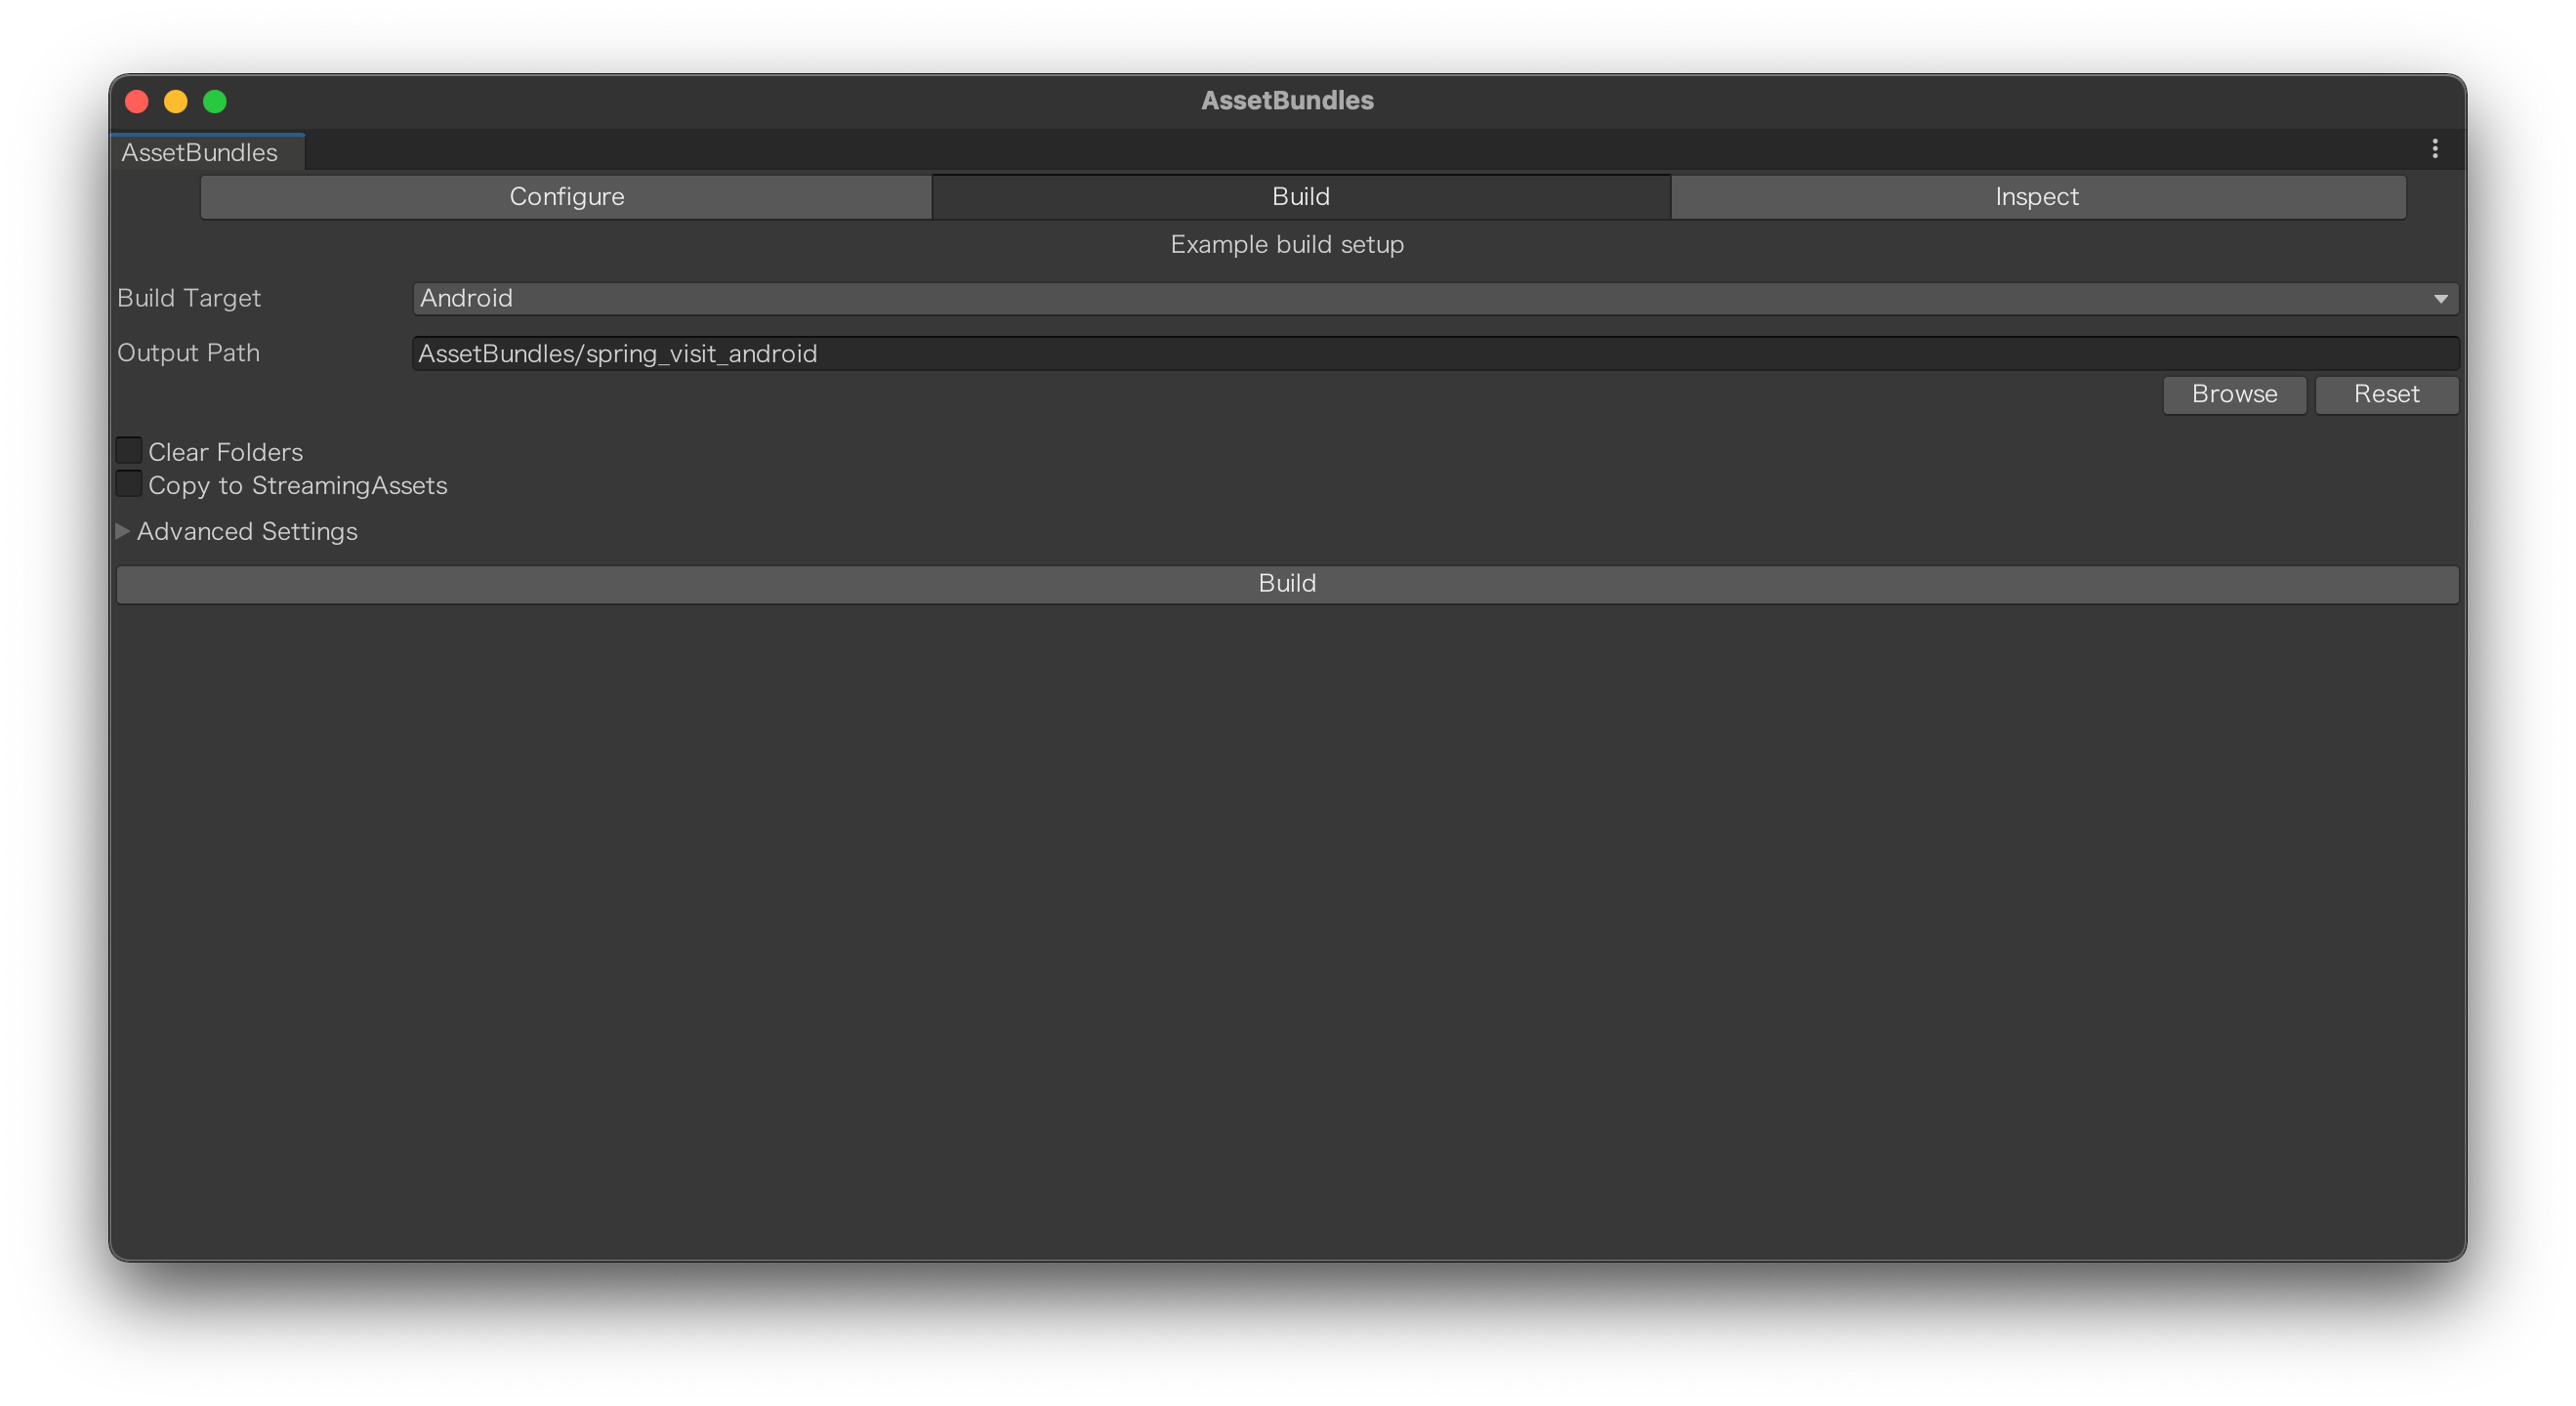 AssetBundles
AssetBundles
Configure Build Inspect
Example build setup
Build Target Android
Output Path AssetBundles/spring_visit_android
Browse Reset
Clear Folders
Copy to StreamingAssets
Advanced Settings
Build